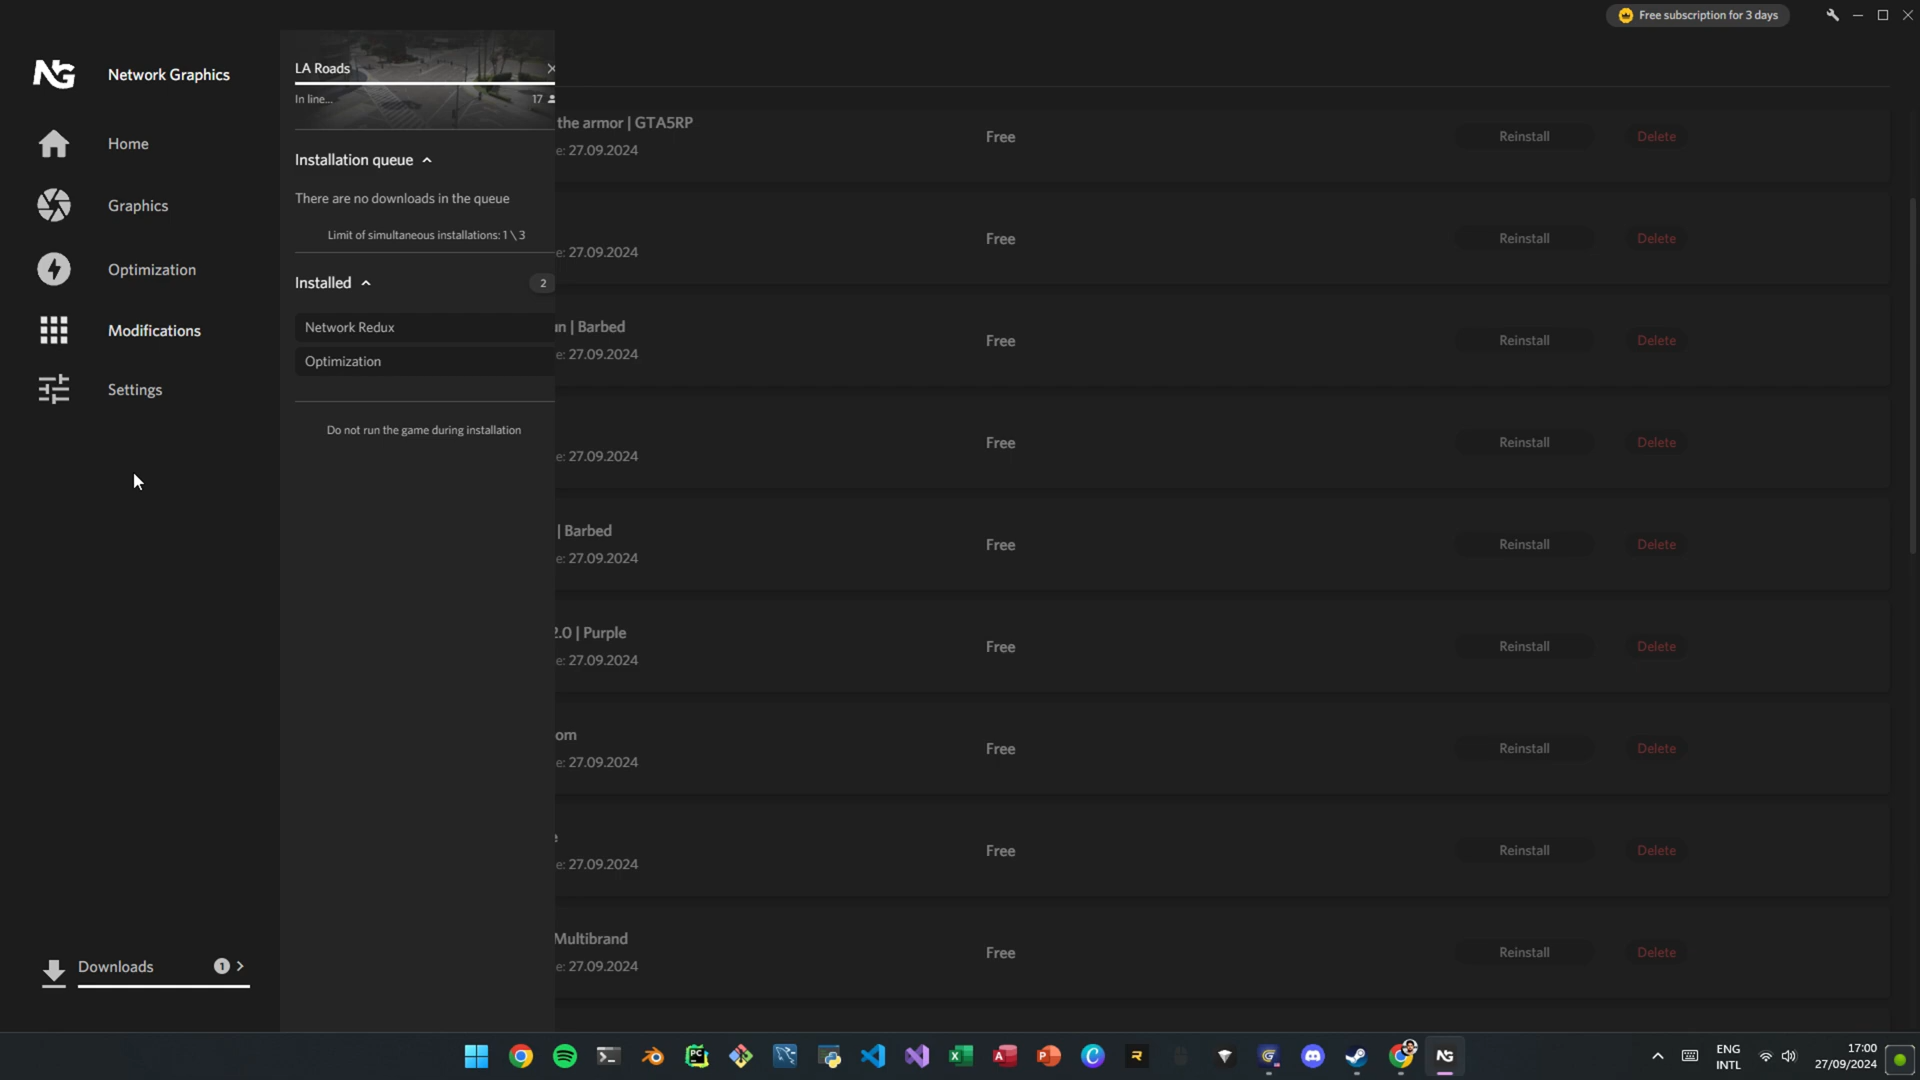 Free subscription for 3 days
NG
Network Graphics
Home
Graphics
Optimization
Modifications
Settings
Downloads
1
LA Roads
In line...
17
Installation queue
There are no downloads in the queue
Limit of simultaneous installations: 1 \ 3
Installed
2
Network Redux
Optimization
Do not run the game during installation
the armor | GTA5RP
e: 27.09.2024
Free
Reinstall
Delete
e: 27.09.2024
Free
Reinstall
Delete
un | Barbed
e: 27.09.2024
Free
Reinstall
Delete
e: 27.09.2024
Free
Reinstall
Delete
| Barbed
e: 27.09.2024
Free
Reinstall
Delete
2.0 | Purple
e: 27.09.2024
Free
Reinstall
Delete
om
e: 27.09.2024
Free
Reinstall
Delete
e
e: 27.09.2024
Free
Reinstall
Delete
Multibrand
e: 27.09.2024
Free
Reinstall
Delete
ENG
INTL
17:00
27/09/2024